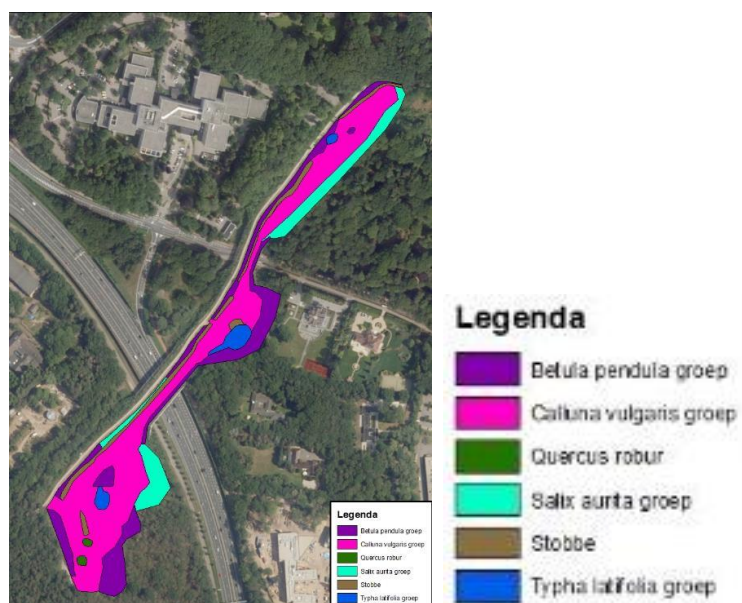 Legenda
Betula pendula groep
Calluna vulgaris groep
Quercus robur
Salix aurita groep
Stobbe
Typha latifolia groep
Legenda
Betula pendula groep
Calluna vulgaris groep
Quercus robur
Salix aurita groep
Stobbe
Typha latifolia groep